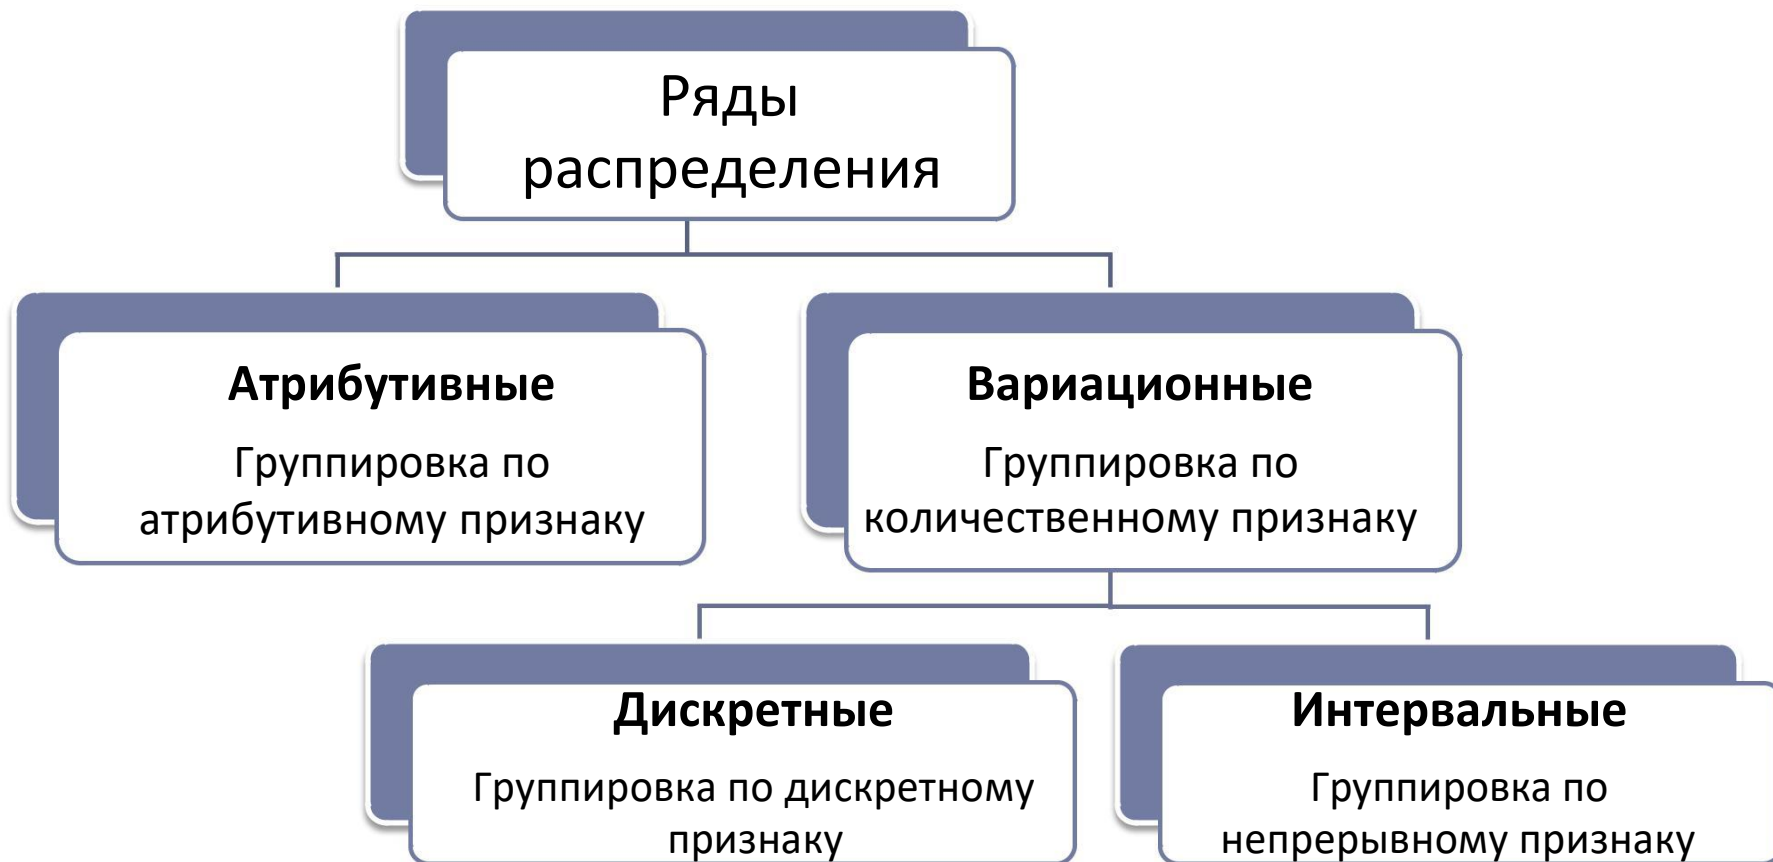 Ряды
распределения
Атрибутивные
Группировка по
атрибутивному признаку
Вариационные
Группировка по
количественному признаку
Дискретные
Группировка по дискретному
признаку
Интервальные
Группировка по
непрерывному признаку